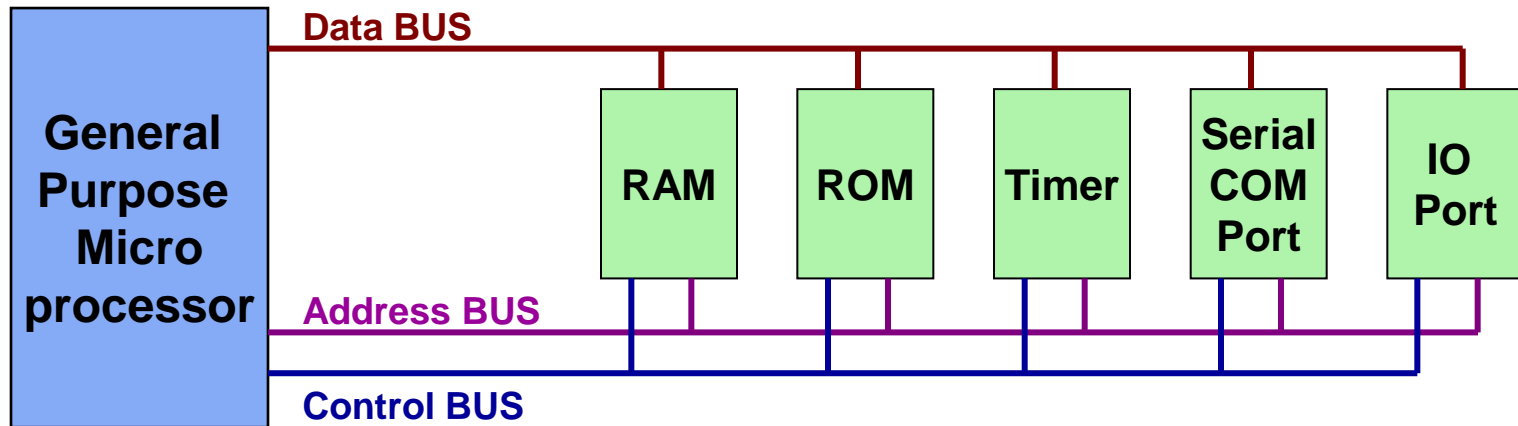 Data BUS
General
Purpose
Micro
processor
RAM
ROM
Timer
Serial
COM
Port
IO
Port
Address BUS
Control BUS